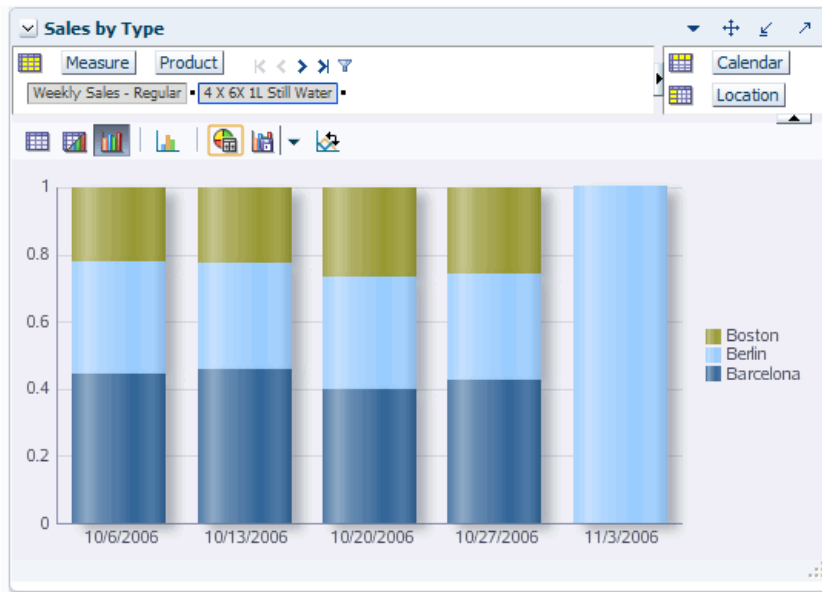 Sales by Type
Measure Product
Calendar
Weekly Sales - Regular 4 X 6X 1L Still Water
Location
1
0.8
0.6
0.4
0.2
0
10/6/2006 10/13/2006 10/20/2006 10/27/2006 11/3/2006
Boston
Berlin
Barcelona